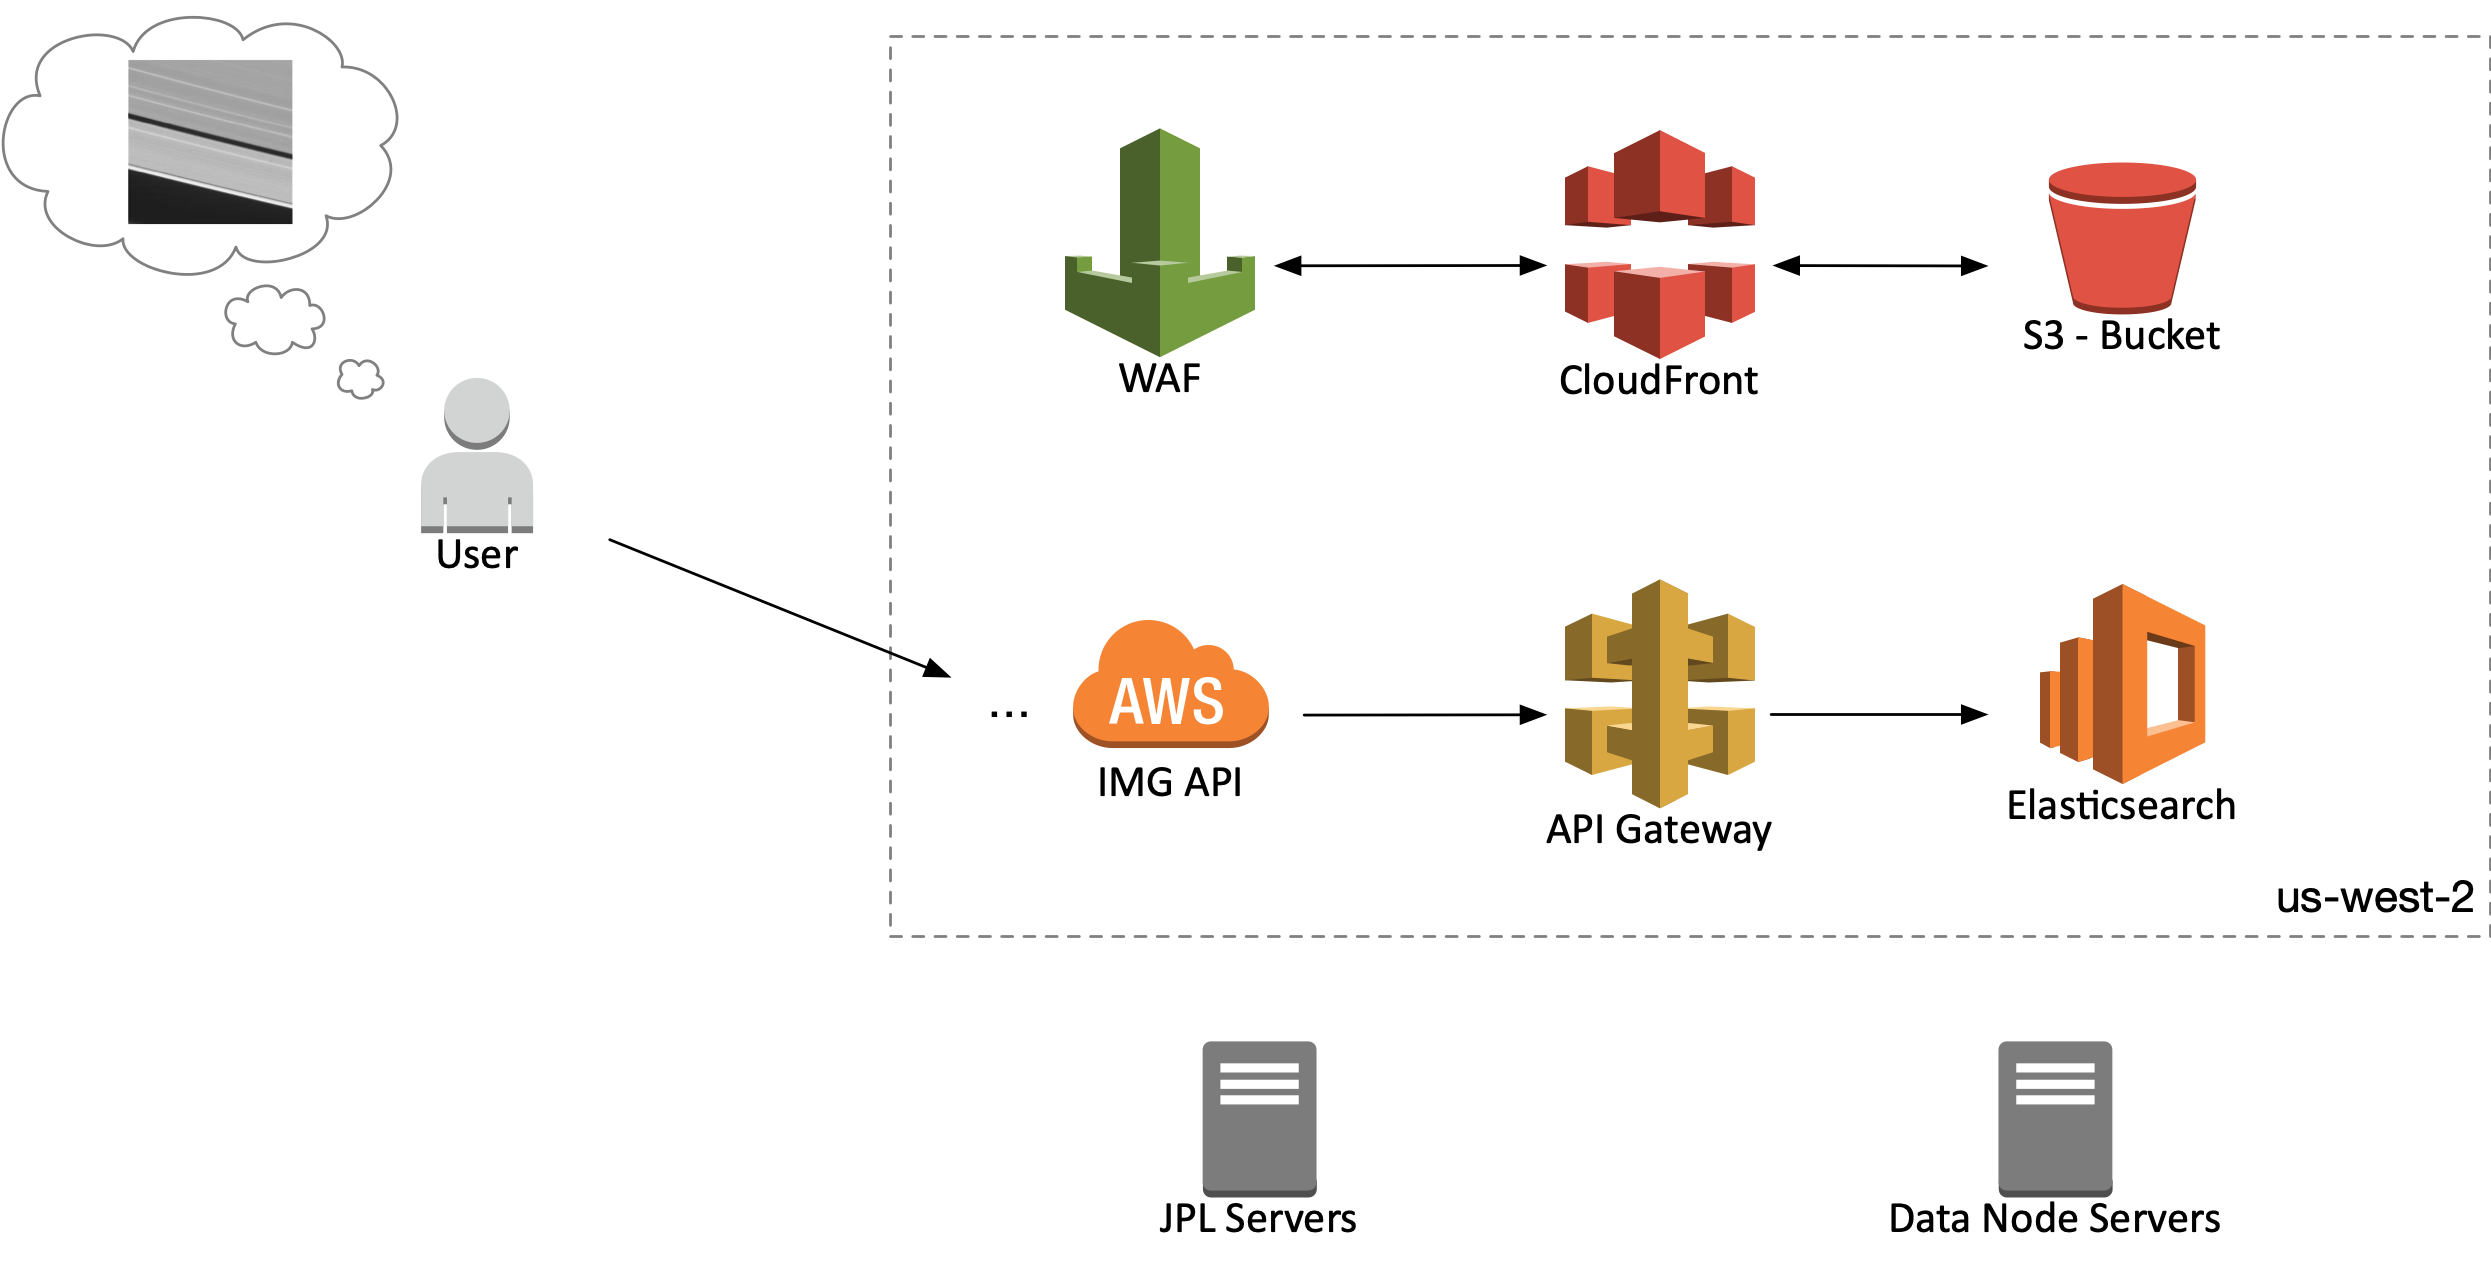 WAF
CloudFront
S3 - Bucket
User
...
AWS
IMG API
API Gateway
Elasticsearch
us-west-2
JPL Servers
Data Node Servers